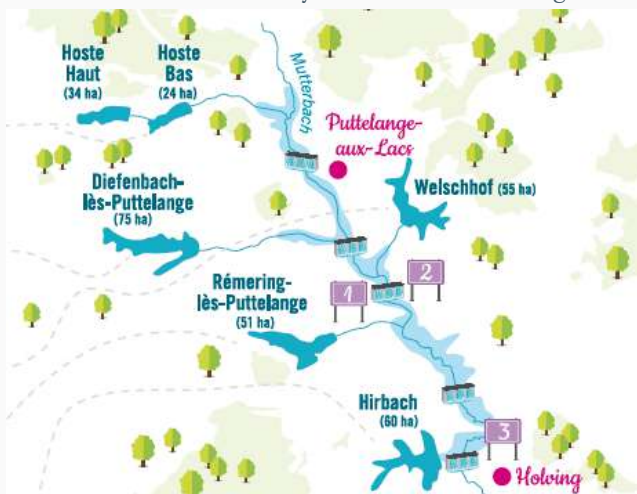 Hoste
Haut
(34 ha)
Hoste
Bas
(24 ha)
Mutterbach
Puttelange-
aux-Lacs
Diefenbach-
lès-Puttelange
(75 ha)
Welschhof (55 ha)
Rémering-
lès-Puttelange
(51 ha)
1
2
Hirbach
(60 ha)
3
Holving